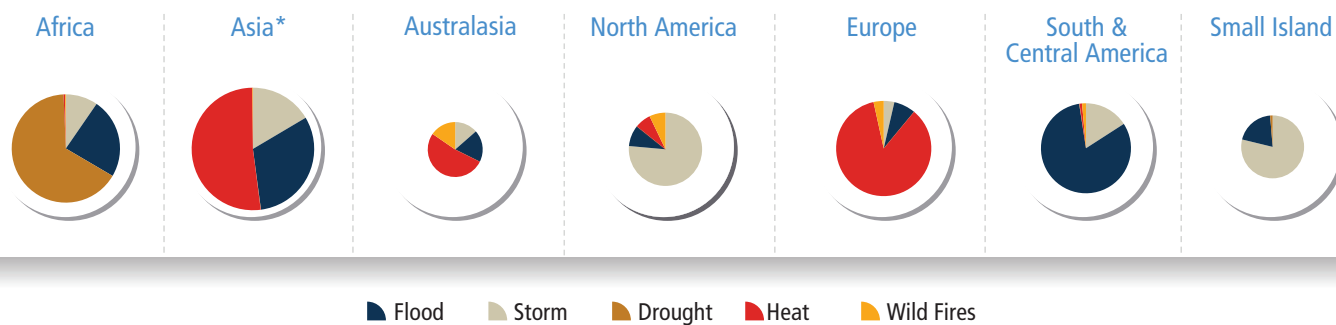 Africa
Asia*
Australasia
North America
Europe
South &
Central America
Small Island
Flood
Storm
Drought
Heat
Wild Fires